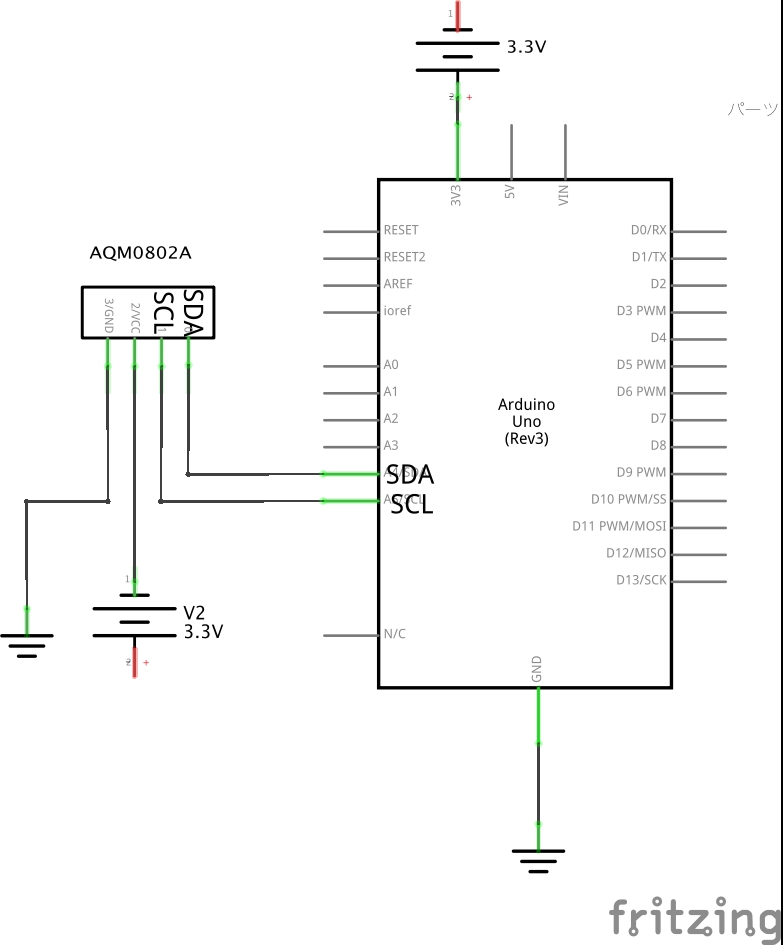 1
3.3V
2 +
パーツ
3V3
5V
VIN
RESET
D0/RX
RESET2
D1/TX
AREF
D2
ioref
D3 PWM
D4
A0
D5 PWM
A1
D6 PWM
A2
D7
A3
D8
SDA
D9 PWM
SCL
D10 PWM/SS
D11 PWM/MOSI
D12/MISO
D13/SCK
N/C
GND
Arduino
Uno
(Rev3)
AQM0802A
3/GND
2/VCC
SCL
SDA
1
V2
3.3V
2 +
fritzing